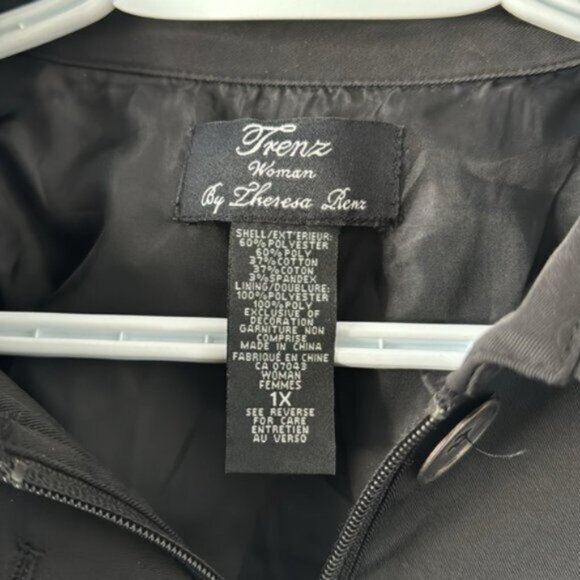 Trenz
Woman
By Theresa Renz
SHELL/EXT'ERIEUR:
60% POLYESTER
60% POLY
37% COTTON
37% COTON
3% SPANDEX
LINING/DOUBLURE:
100% POLYESTER
100% POLY
EXCLUSIVE OF
DECORATION
GARNITURE NON
COMPRISE
MADE IN CHINA
FABRIQUÉ EN CHINE
CA 07043
WOMAN
FEMMES
1X
SEE REVERSE
FOR CARE
ENTRETIEN
AU VERSO